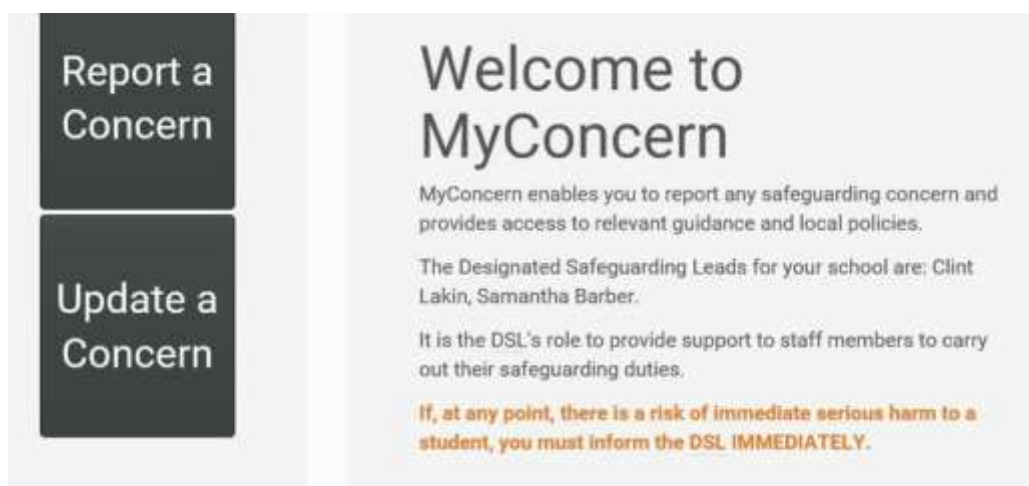 Report a
Concern
Update a
Concern
Welcome to
MyConcern
MyConcern enables you to report any safeguarding concern and
provides access to relevant guidance and local policies.
The Designated Safeguarding Leads for your school are: Clint
Lakin, Samantha Barber.
It is the DSL's role to provide support to staff members to carry
out their safeguarding duties.
If, at any point, there is a risk of immediate serious harm to a
student, you must inform the DSL IMMEDIATELY.